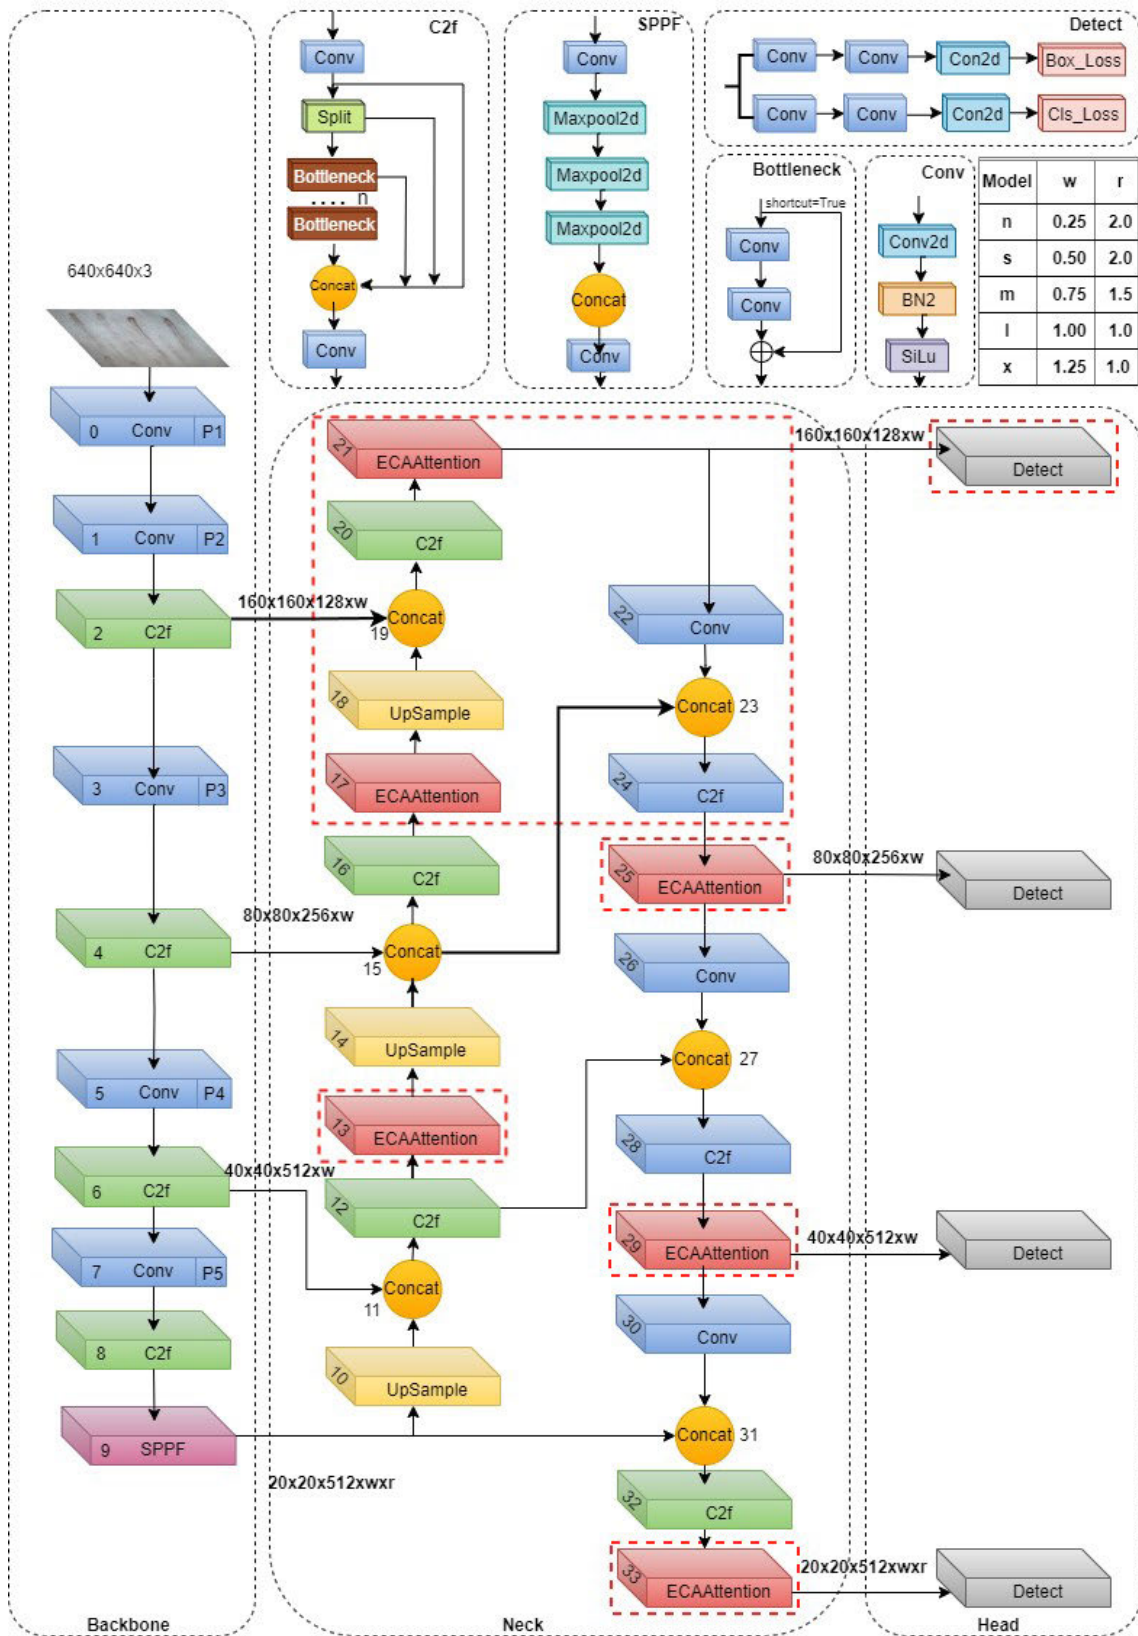 C2f
Conv
Split
Bottleneck
.... n
Bottleneck
Concat
Conv
SPPF
Conv
Maxpool2d
Maxpool2d
Maxpool2d
Concat
Conv
Detect
Conv Conv Con2d Box_Loss
Conv Conv Con2d Cls_Loss
Bottleneck
shortcut=True
Conv
Conv
Conv
Conv2d
BN2
SiLu
Model w r
n 0.25 2.0
s 0.50 2.0
m 0.75 1.5
l 1.00 1.0
x 1.25 1.0
640x640x3
0 Conv P1
1 Conv P2
2 C2f
3 Conv P3
4 C2f
5 Conv P4
6 C2f
7 Conv P5
8 C2f
9 SPPF
Backbone
160x160x128xw
80x80x256xw
40x40x512xw
20x20x512xwxr
21 ECAAttention
20 C2f
Concat
19
18 UpSample
17 ECAAttention
16 C2f
Concat
15
14 UpSample
13 ECAAttention
12 C2f
Concat
11
10 UpSample
22 Conv
Concat 23
24 C2f
25 ECAAttention
26 Conv
Concat 27
28 C2f
29 ECAAttention
30 Conv
Concat 31
32 C2f
33 ECAAttention
Neck
160x160x128xw
Detect
80x80x256xw
Detect
40x40x512xw
Detect
20x20x512xwxr
Detect
Head